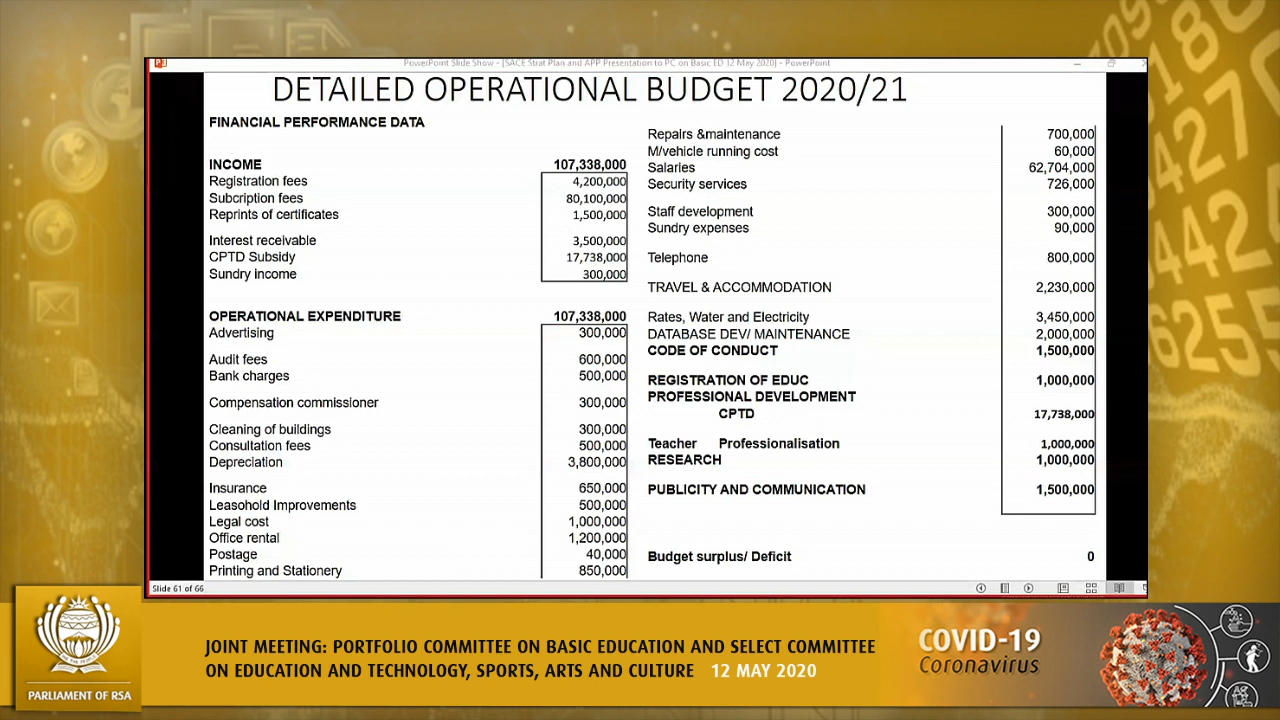 PowerPoint Slide Show - [SACE Strat Plan and APP Presentation to PC on Basic ED 12 May 2020] - PowerPoint
DETAILED OPERATIONAL BUDGET 2020/21
FINANCIAL PERFORMANCE DATA
INCOME 107,338,000
Registration fees 4,200,000
Subcription fees 80,100,000
Reprints of certificates 1,500,000
Interest receivable 3,500,000
CPTD Subsidy 17,738,000
Sundry income 300,000
OPERATIONAL EXPENDITURE 107,338,000
Advertising 300,000
Audit fees 600,000
Bank charges 500,000
Compensation commissioner 300,000
Cleaning of buildings 300,000
Consultation fees 500,000
Depreciation 3,800,000
Insurance 650,000
Leasohold Improvements 500,000
Legal cost 1,000,000
Office rental 1,200,000
Postage 40,000
Printing and Stationery 850,000
Repairs &maintenance 700,000
M/vehicle running cost 60,000
Salaries 62,704,000
Security services 726,000
Staff development 300,000
Sundry expenses 90,000
Telephone 800,000
TRAVEL & ACCOMMODATION 2,230,000
Rates, Water and Electricity 3,450,000
DATABASE DEV/ MAINTENANCE 2,000,000
CODE OF CONDUCT 1,500,000
REGISTRATION OF EDUC 1,000,000
PROFESSIONAL DEVELOPMENT
CPTD 17,738,000
Teacher Professionalisation 1,000,000
RESEARCH 1,000,000
PUBLICITY AND COMMUNICATION 1,500,000
Budget surplus/ Deficit 0
Slide 61 of 66
PARLIAMENT OF RSA
JOINT MEETING: PORTFOLIO COMMITTEE ON BASIC EDUCATION AND SELECT COMMITTEE
ON EDUCATION AND TECHNOLOGY, SPORTS, ARTS AND CULTURE 12 MAY 2020
COVID-19
Coronavirus